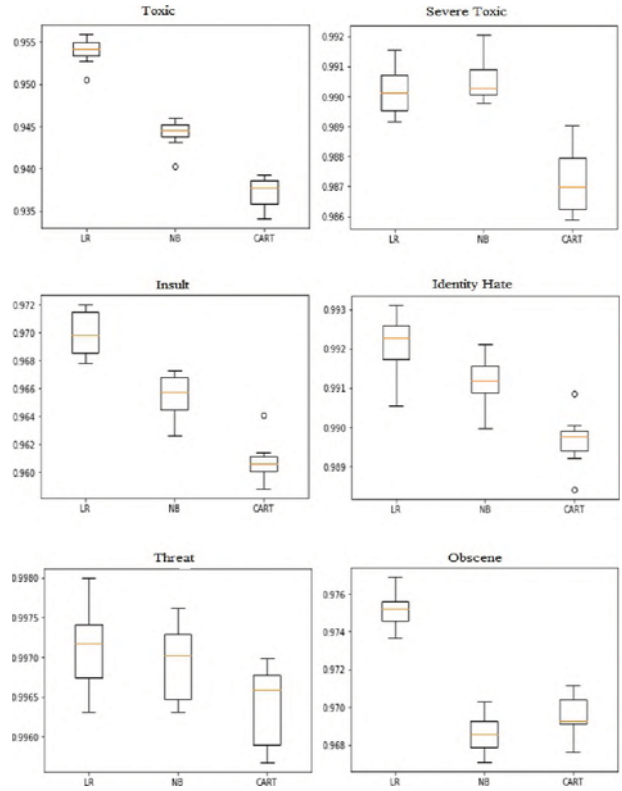 Toxic
0.955
0.950
0.945
0.940
0.935
LR NB CART
Severe Toxic
0.992
0.991
0.990
0.989
0.988
0.987
0.986
LR NB CART
Insult
0.972
0.970
0.968
0.966
0.964
0.962
0.960
LR NB CART
Identity Hate
0.993
0.992
0.991
0.990
0.989
LR NB CART
Threat
0.9980
0.9975
0.9970
0.9965
0.9960
LR NB CART
Obscene
0.976
0.974
0.972
0.970
0.968
LR NB CART